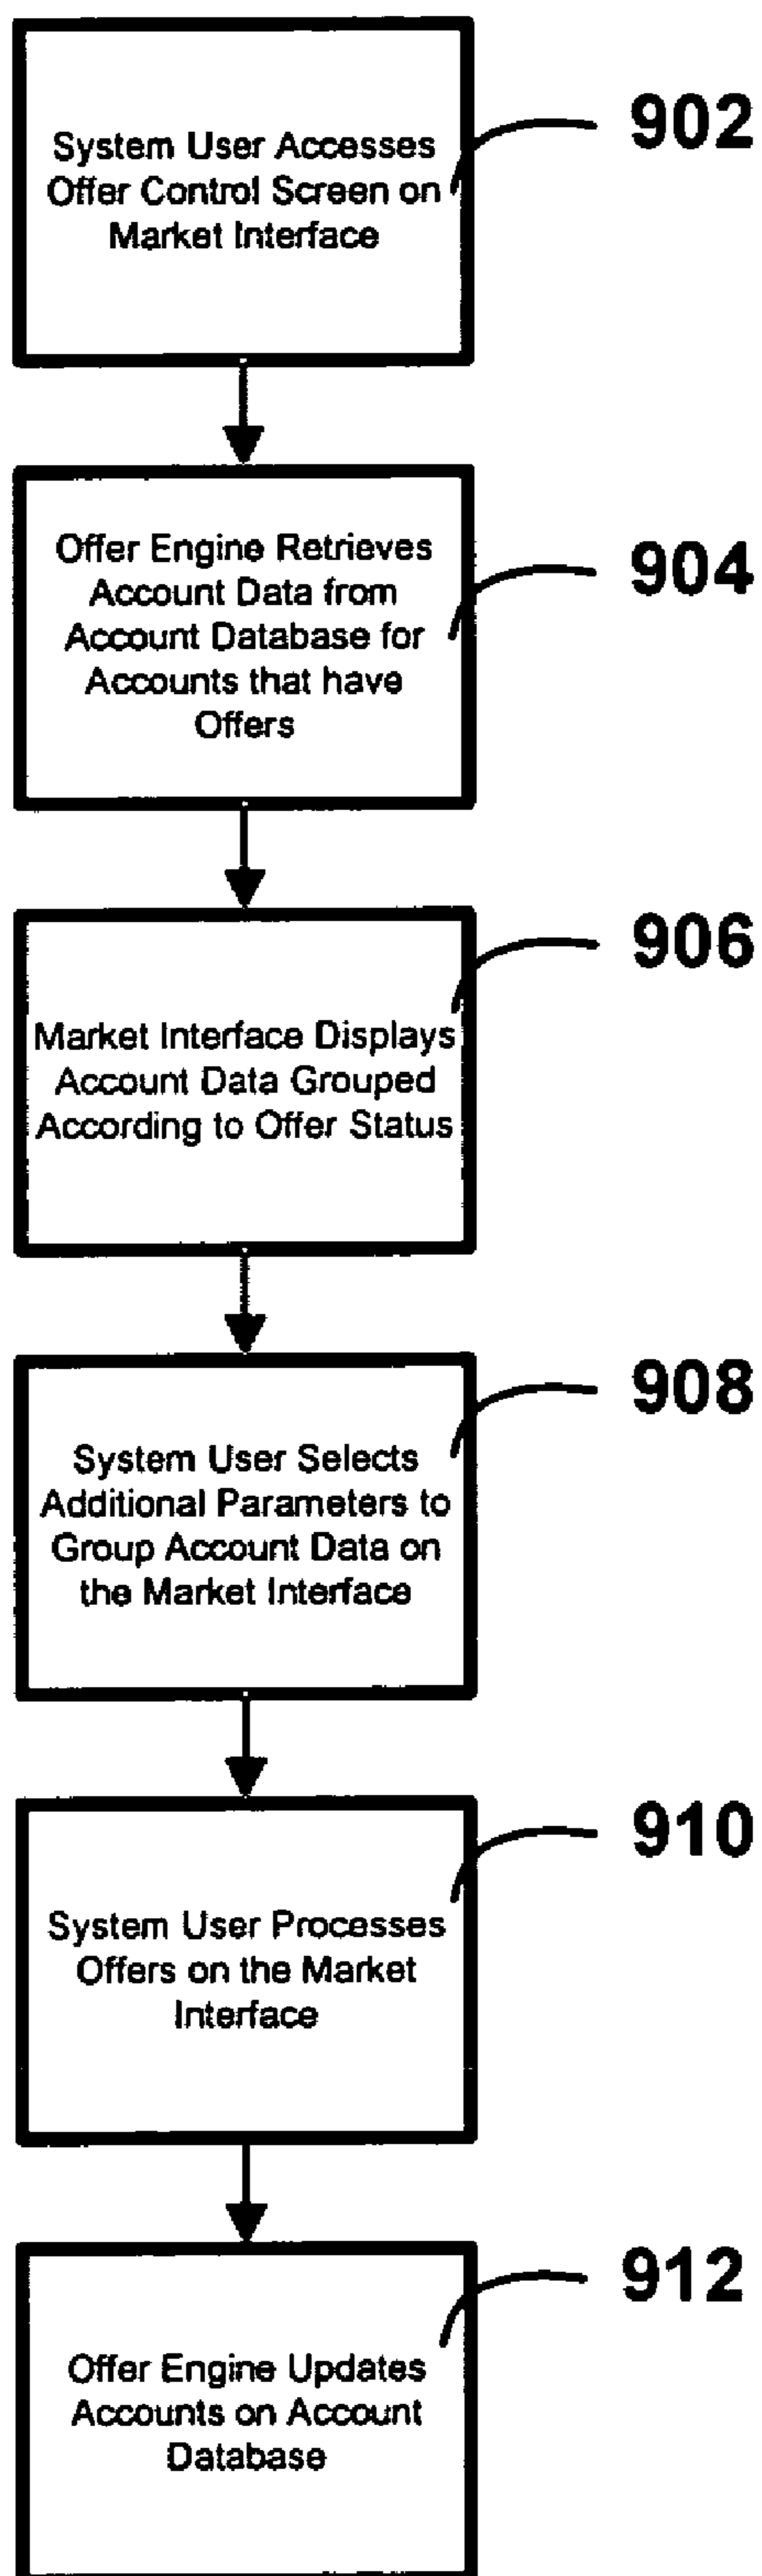 System User Accesses
Offer Control Screen on
Market Interface
902
Offer Engine Retrieves
Account Data from
Account Database for
Accounts that have
Offers
904
Market Interface Displays
Account Data Grouped
According to Offer Status
906
System User Selects
Additional Parameters to
Group Account Data on
the Market Interface
908
System User Processes
Offers on the Market
Interface
910
Offer Engine Updates
Accounts on Account
Database
912